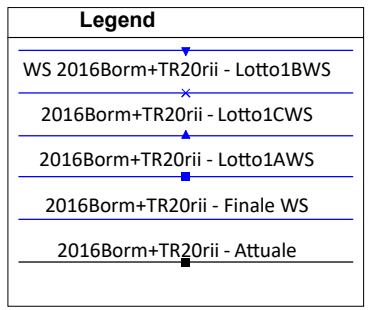 Legend
WS 2016Borm+TR20rii - Lotto1BWS
2016Borm+TR20rii - Lotto1CWS
2016Borm+TR20rii - Lotto1AWS
2016Borm+TR20rii - Finale WS
2016Borm+TR20rii - Attuale